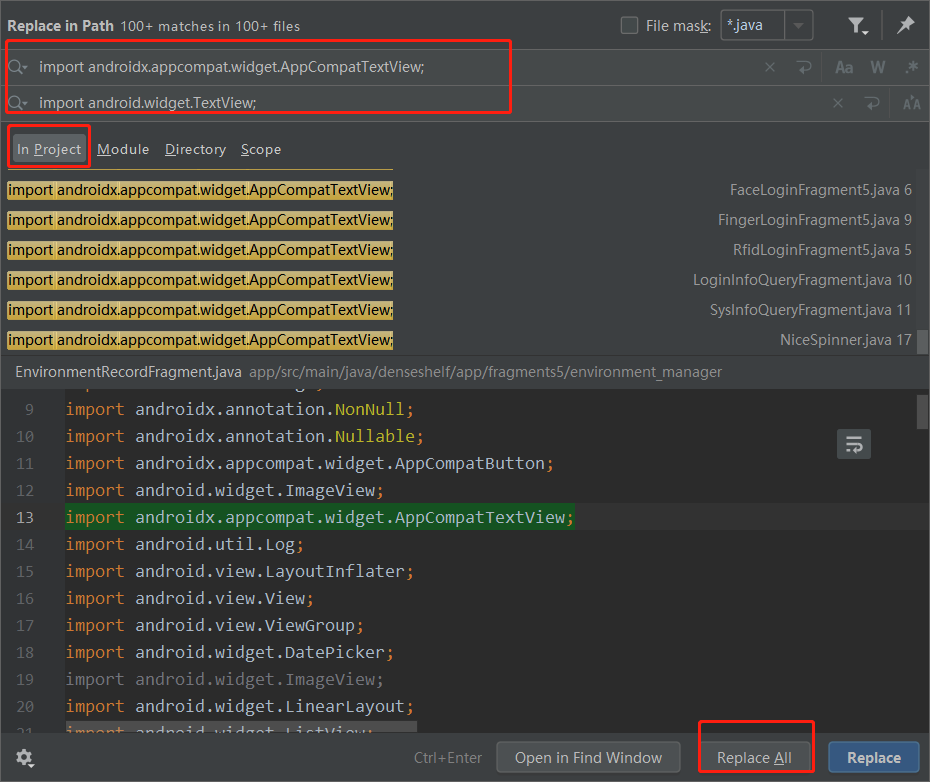 Replace in Path 100+ matches in 100+ files File mask: *.java
import androidx.appcompat.widget.AppCompatTextView; Aa W .*
import android.widget.TextView; AA
In Project Module Directory Scope
import androidx.appcompat.widget.AppCompatTextView; FaceLoginFragment5.java 6
import androidx.appcompat.widget.AppCompatTextView; FingerLoginFragment5.java 9
import androidx.appcompat.widget.AppCompatTextView; RfidLoginFragment5.java 5
import androidx.appcompat.widget.AppCompatTextView; LoginInfoQueryFragment.java 10
import androidx.appcompat.widget.AppCompatTextView; SysInfoQueryFragment.java 11
import androidx.appcompat.widget.AppCompatTextView; NiceSpinner.java 17
EnvironmentRecordFragment.java app/src/main/java/denseshelf/app/fragments5/environment_manager
9 import androidx.annotation.NonNull;
10 import androidx.annotation.Nullable;
11 import androidx.appcompat.widget.AppCompatButton;
12 import android.widget.ImageView;
13 import androidx.appcompat.widget.AppCompatTextView;
14 import android.util.Log;
15 import android.view.LayoutInflater;
16 import android.view.View;
17 import android.view.ViewGroup;
18 import android.widget.DatePicker;
19 import android.widget.ImageView;
20 import android.widget.LinearLayout;
21 import android.widget.ListView;
Ctrl+Enter Open in Find Window Replace All Replace